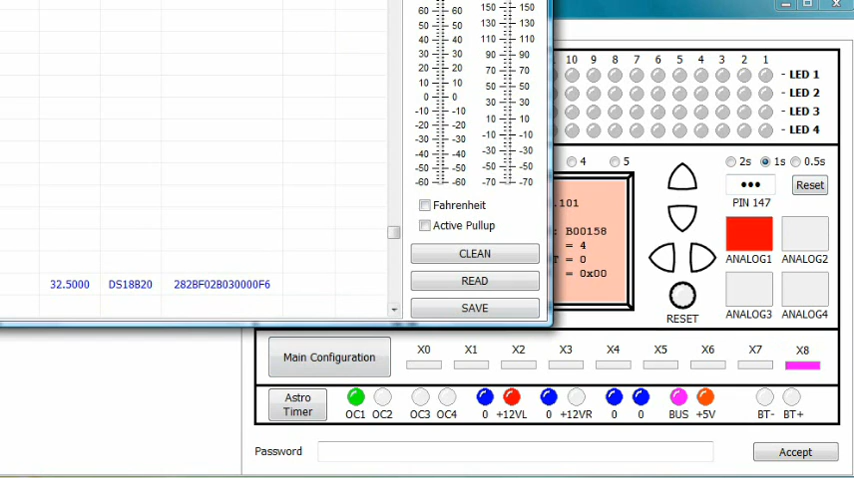 60 60
50 50
40 40
30 30
20 20
10 10
0 0
-10 -10
-20 -20
-30 -30
-40 -40
-50 -50
-60 -60
150 150
130 130
110 110
90 90
70 70
50 50
30 30
10 10
-10 -10
-30 -30
-50 -50
-70 -70
Fahrenheit
Active Pullup
CLEAN
READ
SAVE
32.5000 DS18B20 282BF02B030000F6
10 9 8 7 6 5 4 3 2 1
- LED 1
- LED 2
- LED 3
- LED 4
4 5
2s 1s 0.5s
.101
: B00158
= 4
T = 0
= 0x00
••• Reset
PIN 147
ANALOG1 ANALOG2
RESET ANALOG3 ANALOG4
Main Configuration X0 X1 X2 X3 X4 X5 X6 X7 X8
Astro
Timer
OC1 OC2 OC3 OC4 0 +12VL 0 +12VR 0 0 BUS +5V BT- BT+
Password Accept